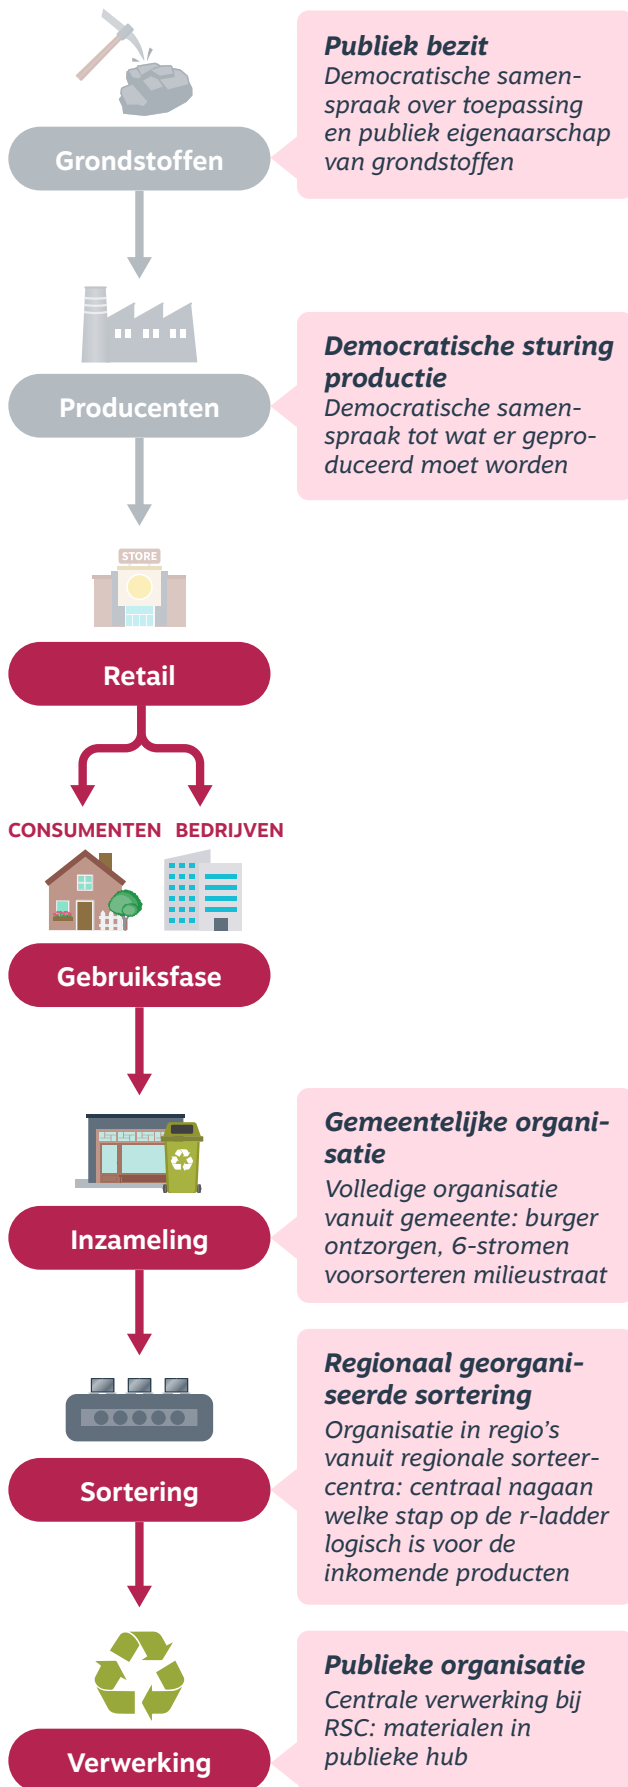 Publiek bezit
Democratische samen-
spraak over toepassing
en publiek eigenaarschap
van grondstoffen
Grondstoffen
Democratische sturing
productie
Democratische samen-
spraak tot wat er gepro-
duceerd moet worden
Producenten
STORE
Retail
CONSUMENTEN BEDRIJVEN
Gebruiksfase
Gemeentelijke organi-
satie
Volledige organisatie
vanuit gemeente: burger
ontzorgen, 6-stromen
voorsorteren milieustraat
Inzameling
Regionaal georgani-
seerde sortering
Organisatie in regio's
vanuit regionale sorteer-
centra: centraal nagaan
welke stap op de r-ladder
logisch is voor de
inkomende producten
Sortering
Publieke organisatie
Centrale verwerking bij
RSC: materialen in
publieke hub
Verwerking